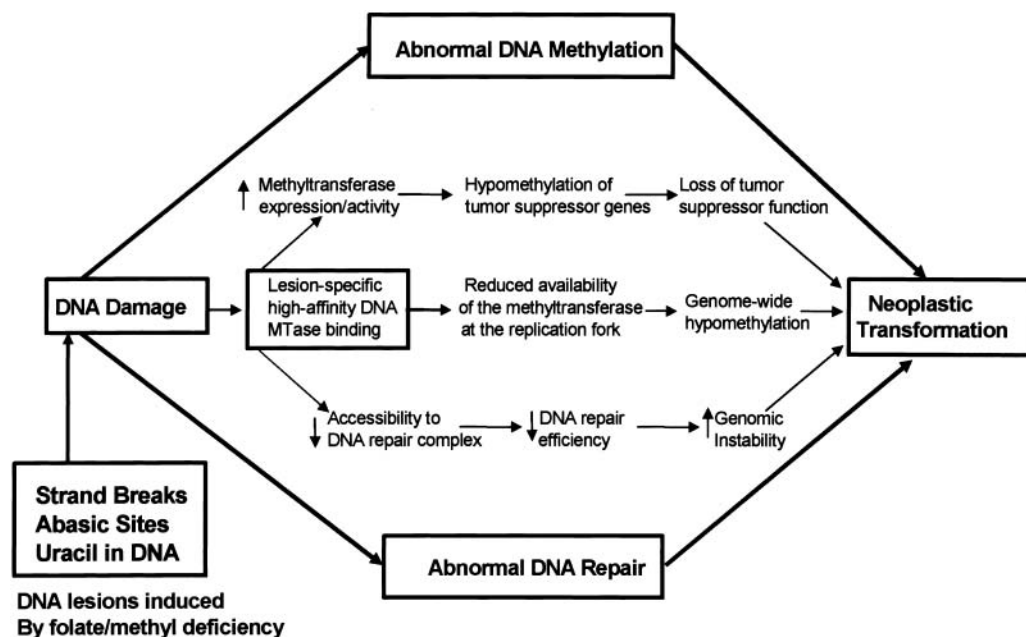 Abnormal DNA Methylation
Methyltransferase
expression/activity
Hypomethylation of
tumor suppressor genes
Loss of tumor
suppressor function
DNA Damage
Lesion-specific
high-affinity DNA
MTase binding
Reduced availability
of the methyltransferase
at the replication fork
Genome-wide
hypomethylation
Neoplastic
Transformation
Accessibility to
DNA repair complex
DNA repair
efficiency
Genomic
Instability
Strand Breaks
Abasic Sites
Uracil in DNA
Abnormal DNA Repair
DNA lesions induced
By folate/methyl deficiency